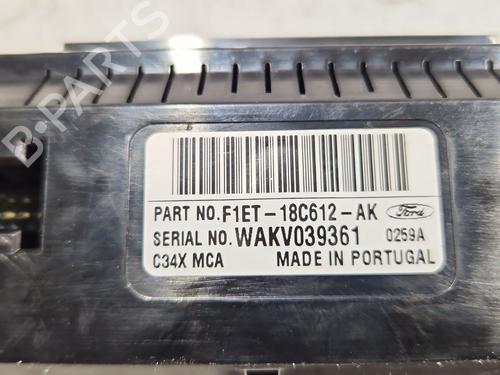 B-PARTS
PART NO. F1ET-18C612-AK Ford
SERIAL NO. WAKV039361 0259A
C34X MCA MADE IN PORTUGAL